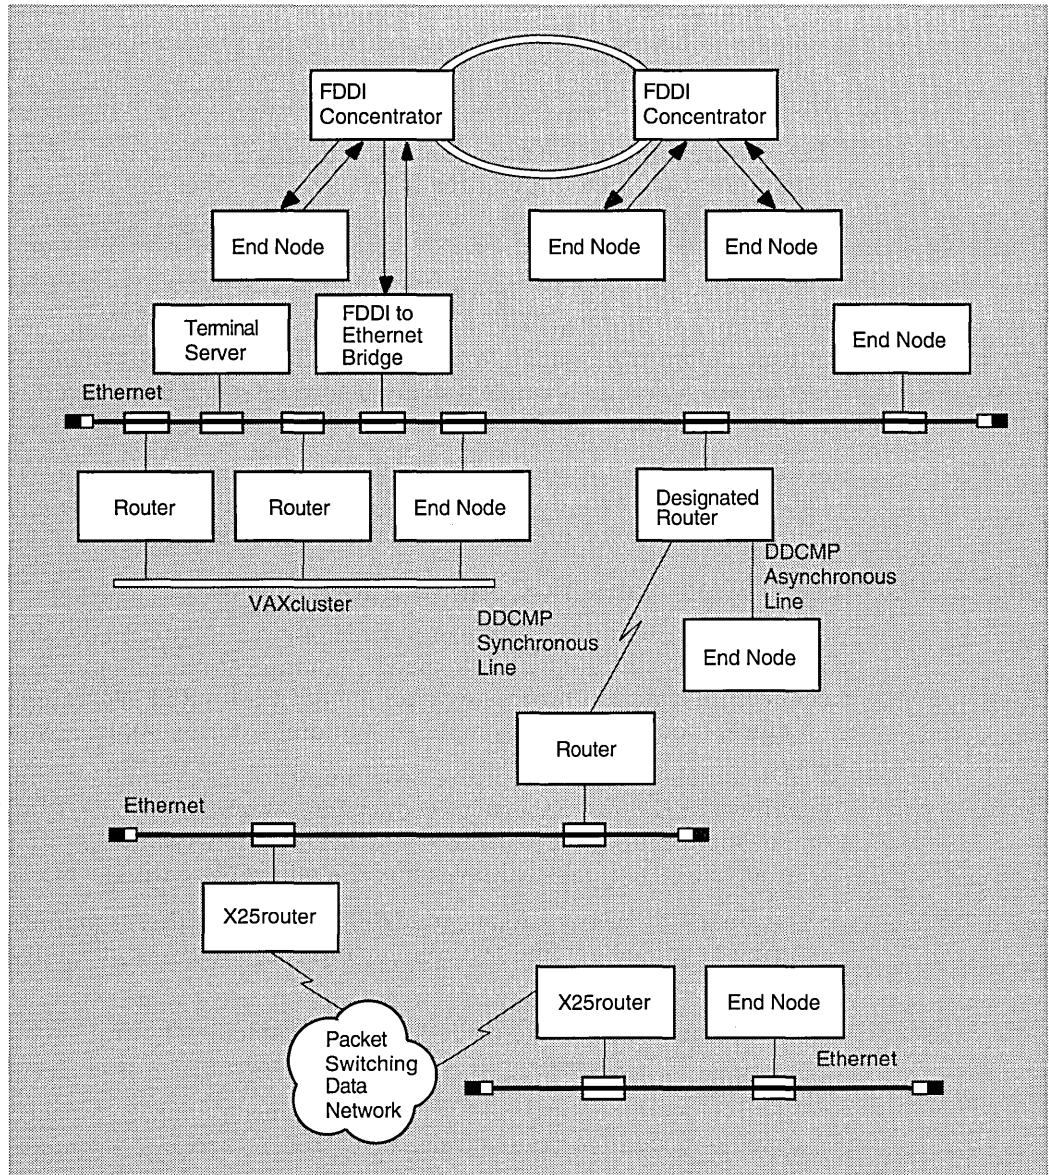 FDDI
Concentrator
FDDI
Concentrator
End Node
End Node
End Node
Terminal
Server
FDDI to
Ethernet
Bridge
End Node
Ethernet
Router
Router
End Node
Designated
Router
VAXcluster
DDCMP
Asynchronous
Line
DDCMP
Synchronous
Line
End Node
Router
Ethernet
X25router
X25router
End Node
Packet
Switching
Data
Network
Ethernet